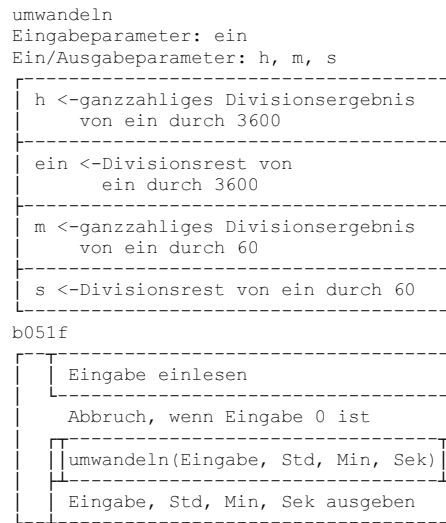 umwandeln
Eingabeparameter: ein
Ein/Ausgabeparameter: h, m, s
h <-ganzzahliges Divisionsergebnis
von ein durch 3600
ein <-Divisionsrest von
ein durch 3600
m <-ganzzahliges Divisionsergebnis
von ein durch 60
s <-Divisionsrest von ein durch 60
b051f
Eingabe einlesen
Abbruch, wenn Eingabe 0 ist
umwandeln(Eingabe, Std, Min, Sek)
Eingabe, Std, Min, Sek ausgeben